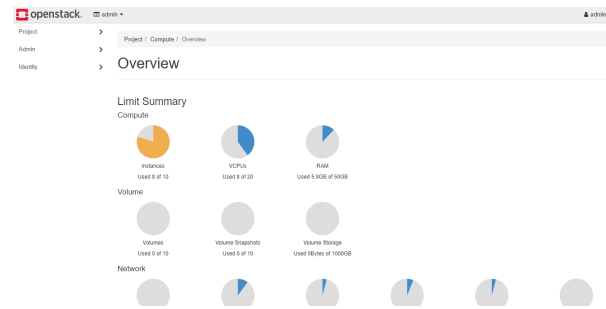 openstack. admin admin
Project
Admin
Identity
Project / Compute / Overview
Overview
Limit Summary
Compute
Instances VCPUs RAM
Used 8 of 10 Used 8 of 20 Used 5.8GB of 50GB
Volume
Volumes Volume Snapshots Volume Storage
Used 0 of 10 Used 0 of 10 Used 0Bytes of 1000GB
Network